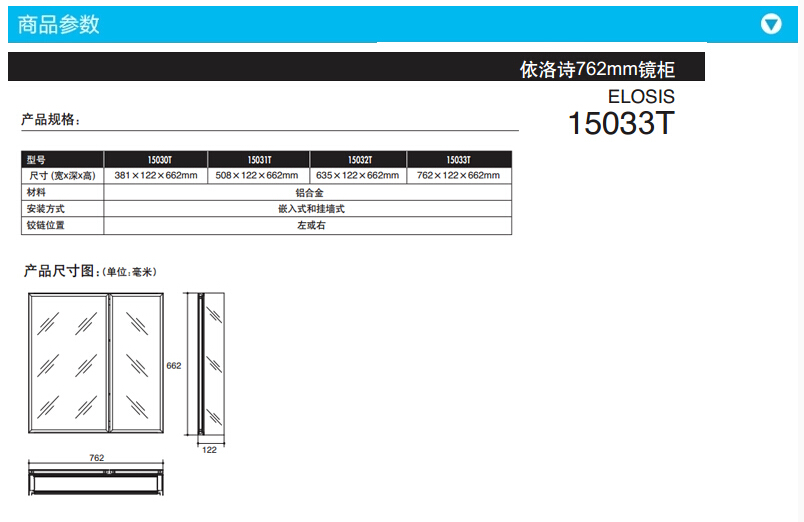 商品参数
依洛诗762mm镜柜
ELOSIS
15033T
产品规格:
型号 15030T 15031T 15032T 15033T
尺寸 (宽x深x高) 381×122×662mm 508×122×662mm 635×122×662mm 762×122×662mm
材料 铝合金
安装方式 嵌入式和挂墙式
铰链位置 左或右
产品尺寸图:(单位:毫米)
662
122
762